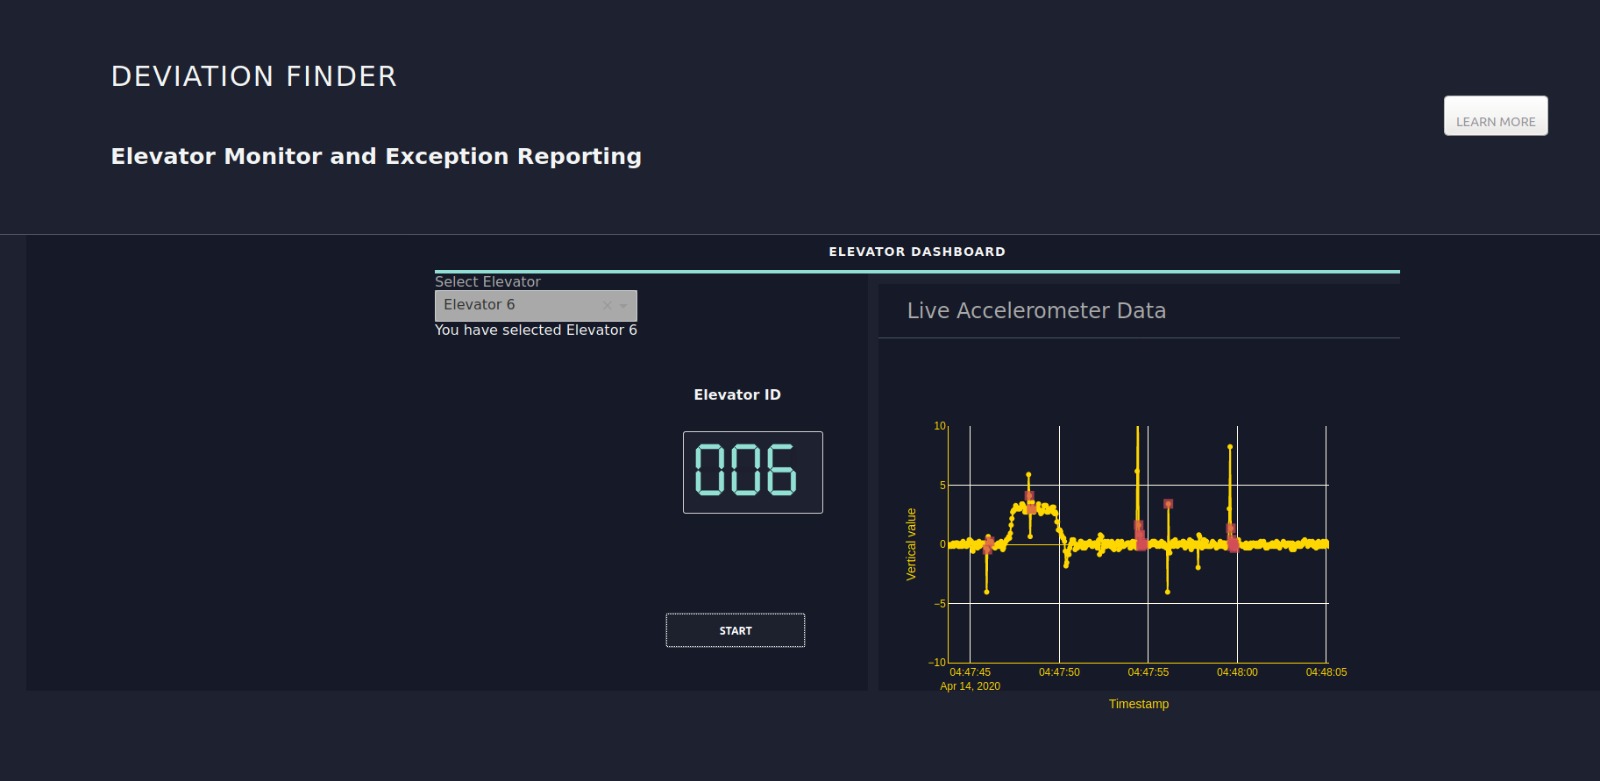 DEVIATION FINDER
LEARN MORE
Elevator Monitor and Exception Reporting
ELEVATOR DASHBOARD
Select Elevator
Elevator 6
You have selected Elevator 6
Elevator ID
006
START
Live Accelerometer Data
Vertical value
10
5
0
−5
−10
04:47:45 04:47:50 04:47:55 04:48:00 04:48:05
Apr 14, 2020
Timestamp